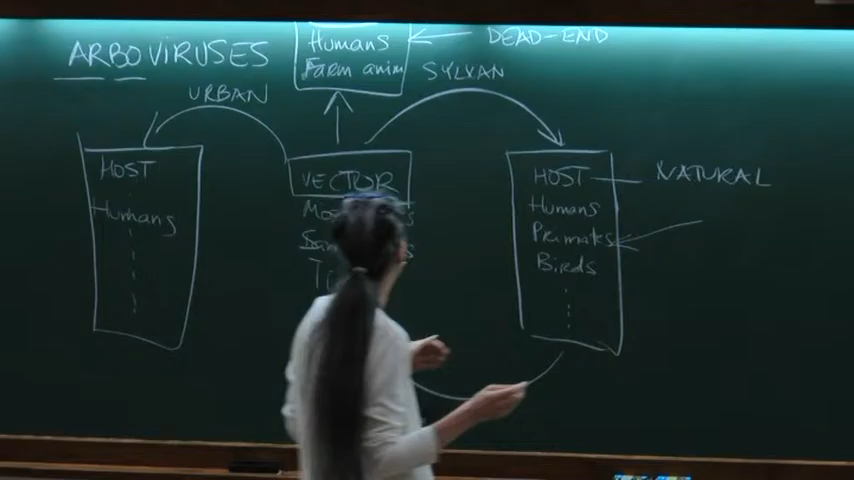 ARBOVIRUSES
Humans
Farm anim
DEAD-END
URBAN
SYLVAN
HOST
Humans
VECTOR
HOST
Humans
Primates
Birds
NATURAL